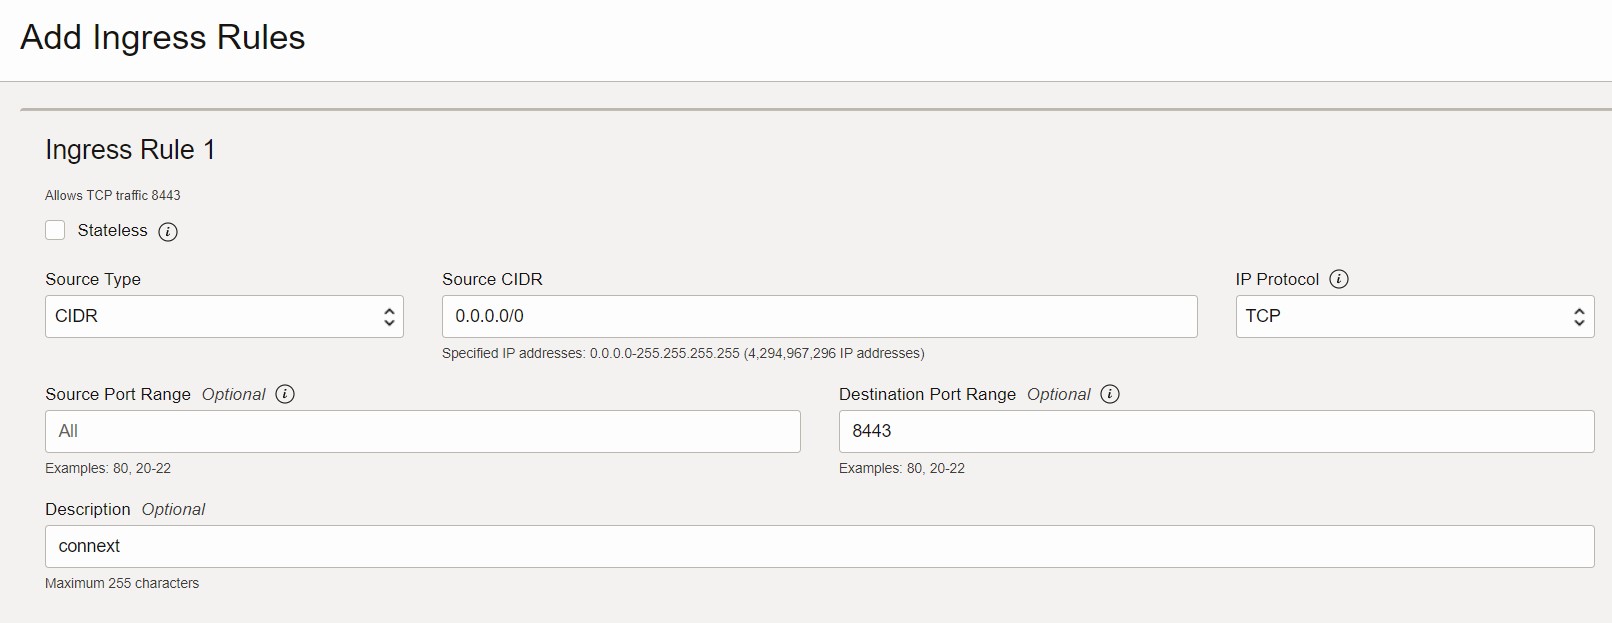 Add Ingress Rules
Ingress Rule 1
Allows TCP traffic 8443
Stateless i
Source Type Source CIDR IP Protocol i
CIDR 0.0.0.0/0 TCP
Specified IP addresses: 0.0.0.0-255.255.255.255 (4,294,967,296 IP addresses)
Source Port Range Optional i Destination Port Range Optional i
All 8443
Examples: 80, 20-22 Examples: 80, 20-22
Description Optional
connext
Maximum 255 characters